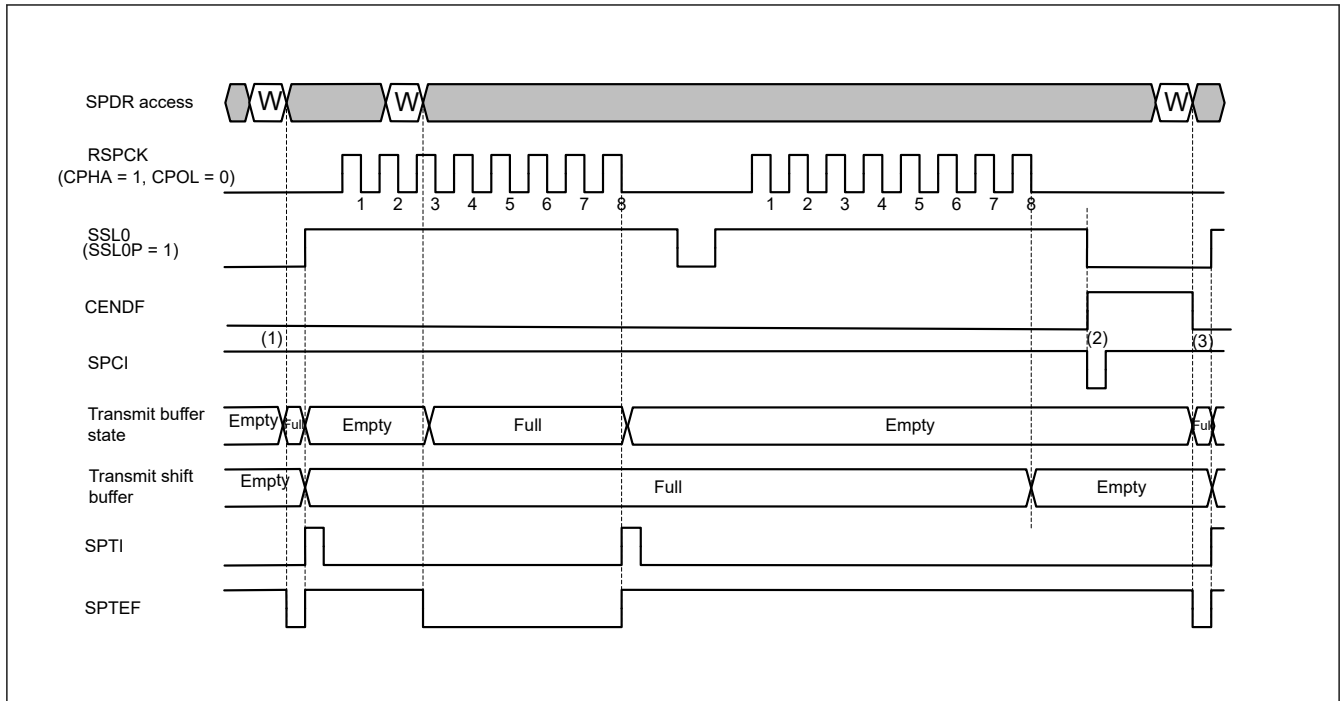 SPDR access
W
W
W
RSPCK
(CPHA = 1, CPOL = 0)
1 2 3 4 5 6 7 8
1 2 3 4 5 6 7 8
SSL0
(SSL0P = 1)
CENDF
(1)
(2)
(3)
SPCI
Transmit buffer
state
Empty
Full
Empty
Full
Empty
Full
Transmit shift
buffer
Empty
Full
Empty
SPTI
SPTEF